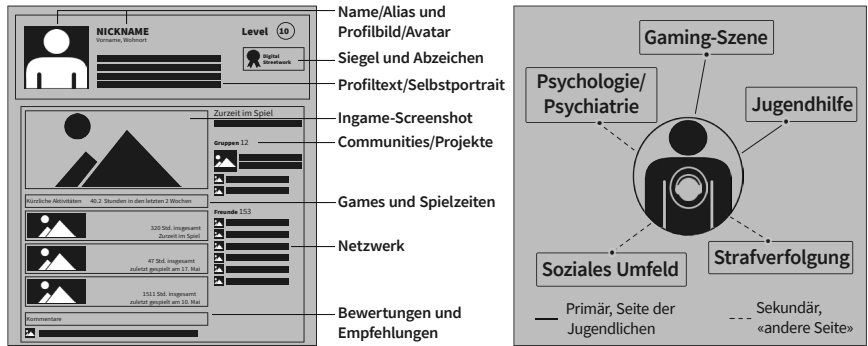 NICKNAME
Vorname, Wohnort
Level 10
Digital
Streetwork
Zurzeit im Spiel
Gruppen 12
Kürzliche Aktivitäten 40.2 Stunden in den letzten 2 Wochen
Freunde 153
320 Std. insgesamt
Zurzeit im Spiel
47 Std. insgesamt
zuletzt gespielt am 17. Mai
1511 Std. insgesamt
zuletzt gespielt am 10. Mai
Kommentare
Name/Alias und
Profilbild/Avatar
Siegel und Abzeichen
Profiltext/Selbstportrait
Ingame-Screenshot
Communities/Projekte
Games und Spielzeiten
Netzwerk
Bewertungen und
Empfehlungen
Gaming-Szene
Psychologie/
Psychiatrie
Jugendhilfe
Soziales Umfeld
Strafverfolgung
Primär, Seite der
Jugendlichen
Sekundär,
«andere Seite»